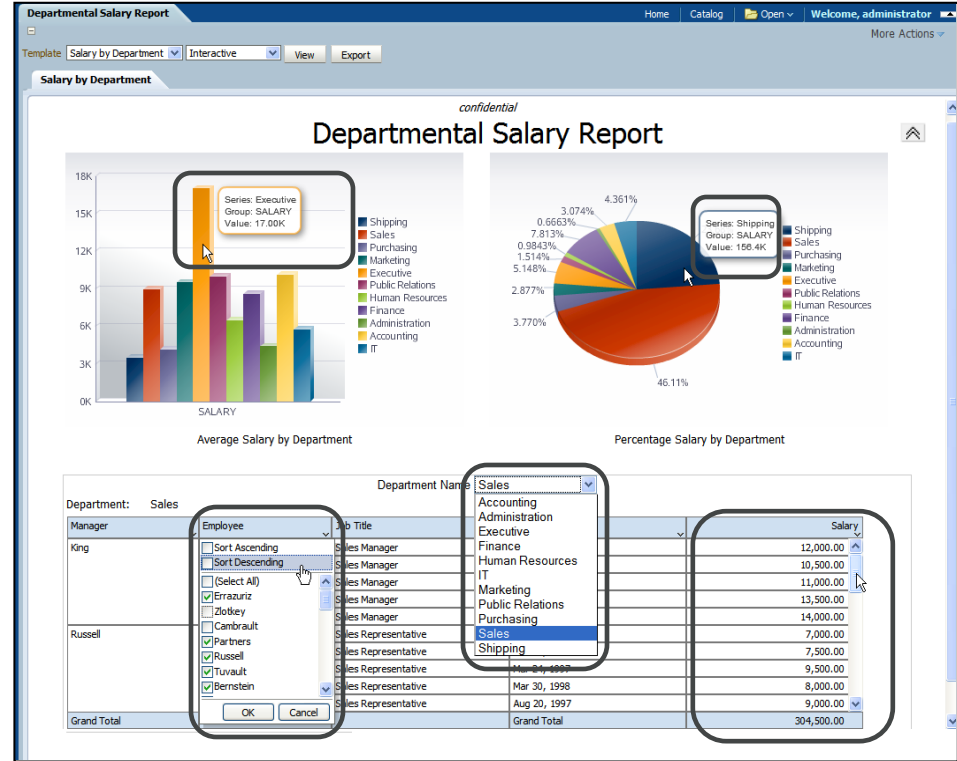 Departmental Salary Report
Home Catalog Open Welcome, administrator
More Actions
Template Salary by Department Interactive View Export
Salary by Department
confidential
Departmental Salary Report
18K
15K
12K
9K
6K
3K
0K
SALARY
Series: Executive
Group: SALARY
Value: 17.00K
Shipping
Sales
Purchasing
Marketing
Executive
Public Relations
Human Resources
Finance
Administration
Accounting
IT
Average Salary by Department
4.361%
3.074%
0.6663%
7.813%
0.9843%
1.514%
5.148%
2.877%
3.770%
46.11%
Series: Shipping
Group: SALARY
Value: 156.4K
Shipping
Sales
Purchasing
Marketing
Executive
Public Relations
Human Resources
Finance
Administration
Accounting
IT
Percentage Salary by Department
Department Name Sales
Accounting
Administration
Executive
Finance
Human Resources
IT
Marketing
Public Relations
Purchasing
Sales
Shipping
Department: Sales
Manager Employee Job Title Salary
King Sales Manager 12,000.00
Sales Manager 10,500.00
Sales Manager 11,000.00
Sales Manager 13,500.00
Sales Manager 14,000.00
Russell Sales Representative 7,000.00
Sales Representative 7,500.00
Sales Representative Mar 24, 1997 9,500.00
Sales Representative Mar 30, 1998 8,000.00
Sales Representative Aug 20, 1997 9,000.00
Grand Total Grand Total 304,500.00
Sort Ascending
Sort Descending
(Select All)
Errazuriz
Zlotkey
Cambrault
Partners
Russell
Tuvault
Bernstein
OK Cancel